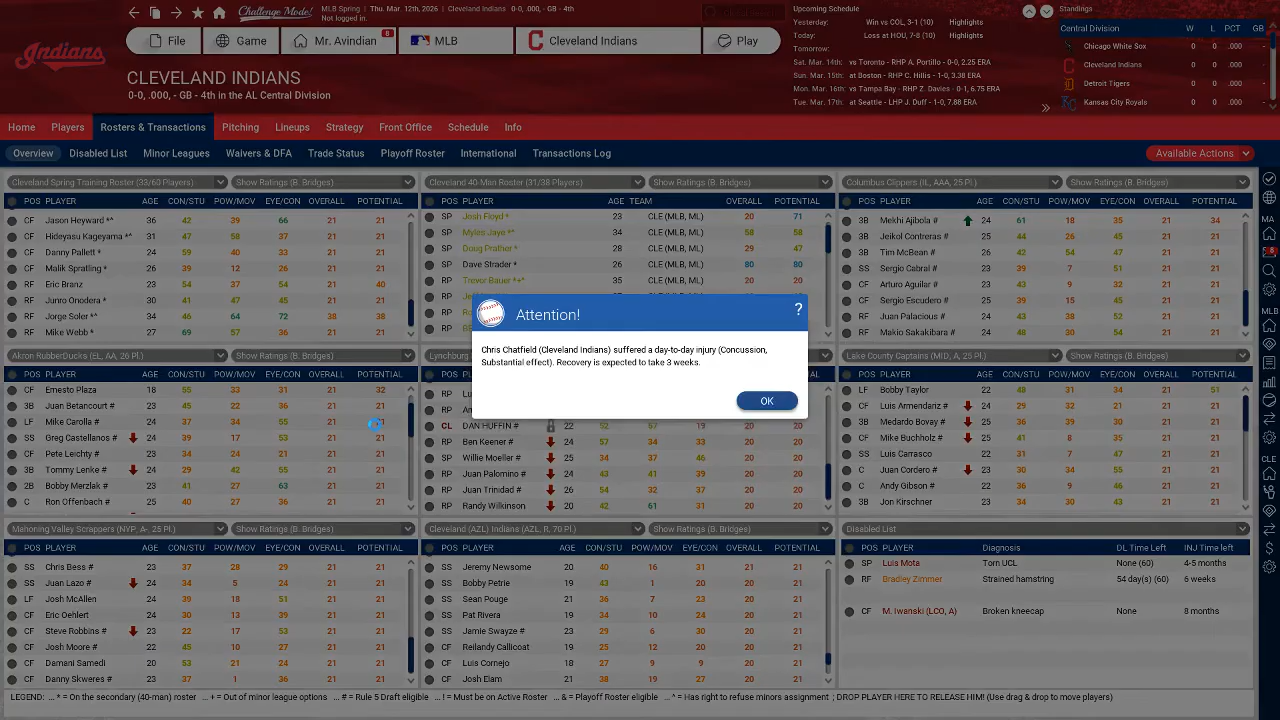 Challenge Mode!
MLB Spring Thu. Mar. 12th, 2026 Cleveland Indians 0-0, .000, - GB - 4th
Not logged in.
Indians
File Game Mr. Avindian 8 MLB Cleveland Indians Play
CLEVELAND INDIANS
0-0, .000, - GB - 4th in the AL Central Division
Upcoming Schedule
Yesterday: Win vs COL, 3-1 (10) Highlights
Today: Loss at HOU, 7-8 (10) Highlights
Tomorrow:
Sat. Mar. 14th: vs Toronto - RHP A. Portillo - 0-0, 2.25 ERA
Sun. Mar. 15th: at Boston - RHP C. Hillis - 1-0, 3.38 ERA
Mon. Mar. 16th: vs Tampa Bay - RHP Z. Davies - 0-1, 6.75 ERA
Tue. Mar. 17th: at Seattle - LHP J. Duff - 1-0, 7.88 ERA
Standings
Central Division W L PCT GB
Chicago White Sox 0 0 .000 -
Cleveland Indians 0 0 .000 -
Detroit Tigers 0 0 .000 -
Kansas City Royals 0 0 .000 -
Home Players Rosters & Transactions Pitching Lineups Strategy Front Office Schedule Info
Overview Disabled List Minor Leagues Waivers & DFA Trade Status Playoff Roster International Transactions Log Available Actions
Cleveland Spring Training Roster (33/60 Players) Show Ratings (B. Bridges)
POS PLAYER AGE CON/STU POW/MOV EYE/CON OVERALL POTENTIAL
CF Jason Heyward *^ 36 42 39 66 21 21
CF Hideyasu Kageyama *^ 31 47 58 37 21 21
CF Danny Pallett * 24 59 40 33 21 21
CF Malik Spratling * 26 39 12 26 21 21
RF Eric Branz 24 54 37 54 21 40
RF Junro Onodera * 30 41 47 45 21 21
RF Jorge Soler *^ 34 46 64 72 38 38
RF Mike Webb * 27 69 57 36 21 21
Cleveland 40-Man Roster (31/38 Players) Show Ratings (B. Bridges)
POS PLAYER AGE TEAM OVERALL POTENTIAL
SP Josh Floyd * 23 CLE (MLB, ML) 20 71
SP Myles Jaye *^ 34 CLE (MLB, ML) 58 58
SP Doug Prather * 28 CLE (MLB, ML) 29 47
SP Dave Strader * 26 CLE (MLB, ML) 80 80
SP Trevor Bauer *^* 35 CLE (MLB, ML) 20 20
Columbus Clippers (IL, AAA, 25 Pl.) Show Ratings (B. Bridges)
POS PLAYER AGE CON/STU POW/MOV EYE/CON OVERALL POTENTIAL
3B Mekhi Ajibola # 24 61 18 35 21 34
3B Jeikol Contreras # 25 44 26 45 21 21
3B Tim McBean # 25 40 27 52 21 21
SS Sergio Cabral # 23 39 7 51 21 21
CF Arturo Aguilar # 25 43 9 47 21 21
CF Sergio Escudero # 24 39 15 45 21 21
RF Juan Palacious # 24 38 32 42 21 21
RF Makio Sakakibara # 24 34 32 52 21 21
Attention!
?
Chris Chatfield (Cleveland Indians) suffered a day-to-day injury (Concussion,
Substantial effect). Recovery is expected to take 3 weeks.
OK
Akron RubberDucks (EL, AA, 26 Pl.) Show Ratings (B. Bridges)
POS PLAYER AGE CON/STU POW/MOV EYE/CON OVERALL POTENTIAL
CF Ernesto Plaza 18 55 33 31 21 32
3B Juan Betancourt # 23 45 22 36 21 21
LF Mike Carolla # 24 37 34 55 21 21
SS Greg Castellanos # 24 39 17 53 21 21
CF Pete Leichty # 22 34 24 21 21 21
3B Tommy Lenke # 24 29 42 55 21 21
2B Bobby Merzlak # 23 41 27 63 21 21
C Ron Offenbach # 25 40 27 36 21 21
RP
RP
CL DAN HUFFIN # 22 52 57 19 20 20
RP Ben Keener # 24 57 34 33 20 20
SP Willie Moeller # 25 34 37 46 20 20
RP Juan Palomino # 24 43 41 39 20 20
RP Juan Trinidad # 26 54 32 37 20 20
RP Randy Wilkinson 20 42 61 31 20 20
Lake County Captains (MID, A, 25 Pl.) Show Ratings (B. Bridges)
POS PLAYER AGE CON/STU POW/MOV EYE/CON OVERALL POTENTIAL
LF Bobby Taylor 22 48 31 34 21 51
CF Luis Armendariz # 24 29 32 21 21
3B Medardo Bovay # 23 40 34 21 21
CF Mike Buchholz # 25 41 8 35 21 21
SS Luis Carrasco 22 34 9 45 21 21
C Juan Cordero # 23 30 34 55 21 21
C Andy Gibson # 22 37 9 46 21 21
3B Jon Kirschner 23 34 30 43 21 21
Mahoning Valley Scrappers (NYP, A-, 25 Pl.) Show Ratings (B. Bridges)
POS PLAYER AGE CON/STU POW/MOV EYE/CON OVERALL POTENTIAL
SS Chris Bess # 23 37 28 29 21 21
SS Juan Lazo # 23 34 5 24 21 21
LF Josh McAllen 24 39 18 51 21 21
CF Eric Oehlert 24 30 13 39 21 21
CF Steve Robbins # 23 22 17 53 21 21
CF Josh Moore # 22 45 10 27 21 21
CF Damani Samedi 20 53 21 24 21 21
CF Danny Skweres # 23 34 21 40 21 21
Cleveland (AZL) Indians (AZL, R, 70 Pl.) Show Ratings (B. Bridges)
POS PLAYER AGE CON/STU POW/MOV EYE/CON OVERALL POTENTIAL
SS Jeremy Newsome 20 40 16 31 21 21
SS Bobby Petrie 19 43 1 20 21 21
SS Sean Pouge 20 36 7 23 21 21
SS Pat Rivera 19 34 10 24 21 21
SS Jamie Swayze # 23 29 6 30 21 21
CF Reilandy Callicoat 19 25 20 33 21 21
CF Luis Cornejo 18 27 9 9 21 21
CF Josh Elam 21 38 27 27 21 21
Disabled List
POS PLAYER Diagnosis DL Time Left INJ Time left
SP Luis Mota Torn UCL None (60) 4-5 months
RF Bradley Zimmer Strained hamstring 54 day(s) (60) 6 weeks
CF M. Iwanski (LCO, A) Broken kneecap None 8 months
LEGEND: ... * = On the secondary (40-man) roster ... + = Out of minor league options ... # = Rule 5 Draft eligible ... ! = Must be on Active Roster ... & = Playoff Roster eligible ... ^ = Has right to refuse minors assignment ; DROP PLAYER HERE TO RELEASE HIM! (Use drag & drop to move players)
MA
MLB
CLE